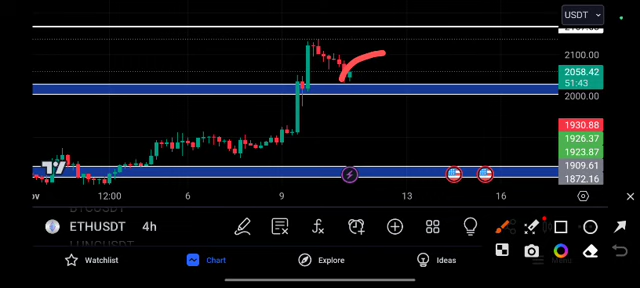 USDT
2100.00
2058.42
51:43
2000.00
1930.88
1926.37
1923.87
1909.61
1872.16
12:00
6
9
13
16
ETHUSDT 4h
Watchlist
Chart
Explore
Ideas